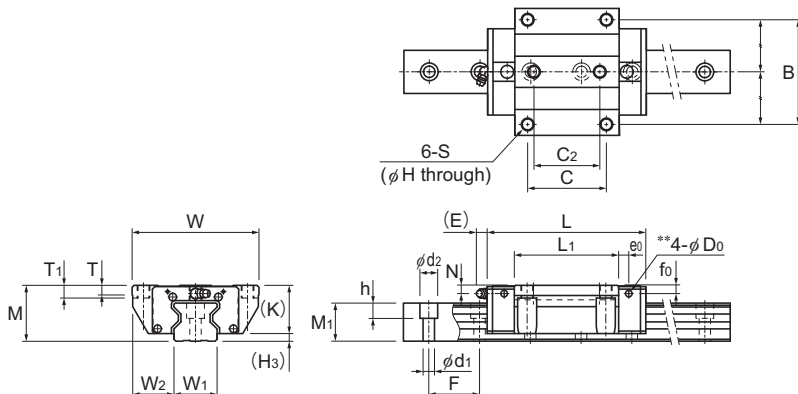 B
6-S
(φH through)
C2
C
W
(E)
L
L1
e0
**4-φD0
T1
T
φd2
h
N
f0
M
(K)
M1
(H3)
W2
W1
φd1
F